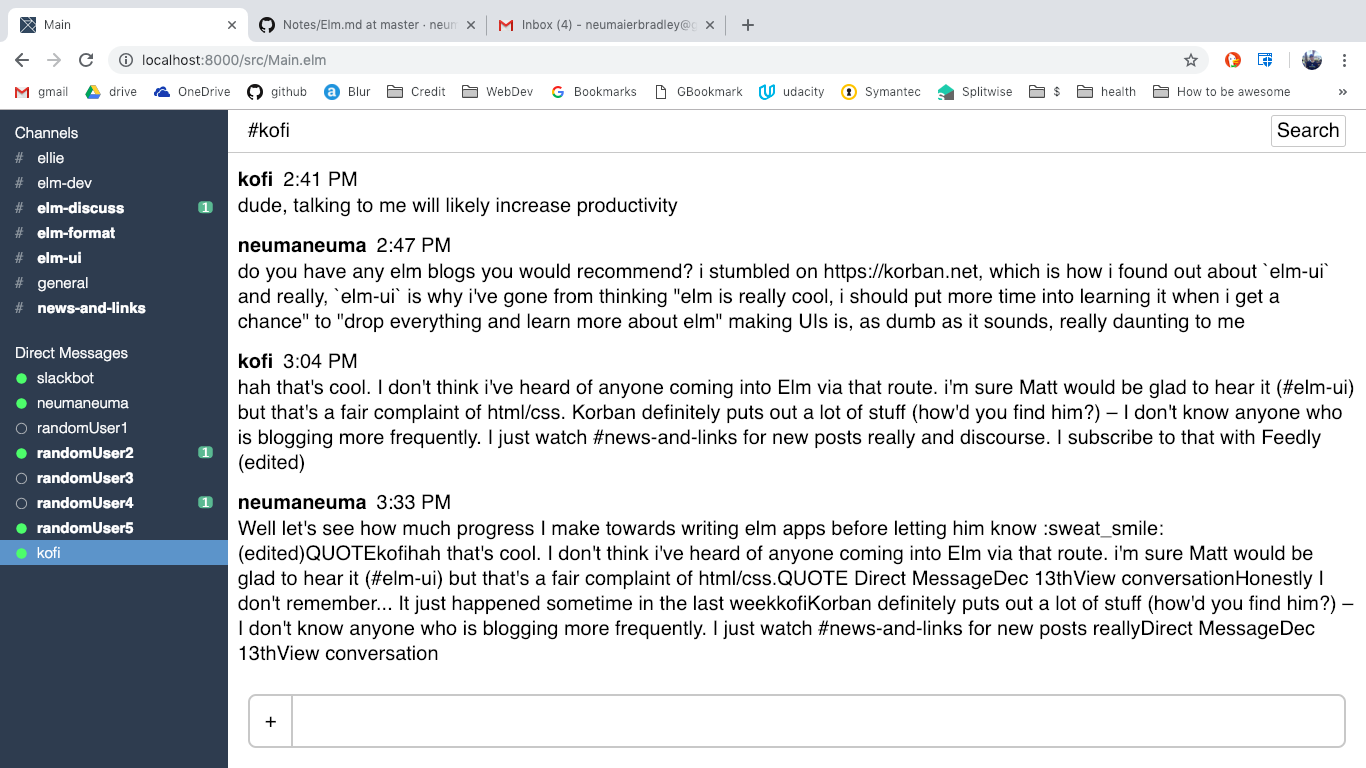 Main
Notes/Elm.md at master · neum
Inbox (4) - neumaierbradley@g
localhost:8000/src/Main.elm
gmail drive OneDrive github Blur Credit WebDev Bookmarks GBookmark udacity Symantec Splitwise $ health How to be awesome »
Channels
# ellie
# elm-dev
# elm-discuss 1
# elm-format
# elm-ui
# general
# news-and-links
Direct Messages
slackbot
neumaneuma
randomUser1
randomUser2 1
randomUser3
randomUser4 1
randomUser5
kofi
#kofi
Search
kofi 2:41 PM
dude, talking to me will likely increase productivity
neumaneuma 2:47 PM
do you have any elm blogs you would recommend? i stumbled on https://korban.net, which is how i found out about `elm-ui`
and really, `elm-ui` is why i've gone from thinking "elm is really cool, i should put more time into learning it when i get a
chance" to "drop everything and learn more about elm" making UIs is, as dumb as it sounds, really daunting to me
kofi 3:04 PM
hah that's cool. I don't think i've heard of anyone coming into Elm via that route. i'm sure Matt would be glad to hear it (#elm-ui)
but that's a fair complaint of html/css. Korban definitely puts out a lot of stuff (how'd you find him?) – I don't know anyone who
is blogging more frequently. I just watch #news-and-links for new posts really and discourse. I subscribe to that with Feedly
(edited)
neumaneuma 3:33 PM
Well let's see how much progress I make towards writing elm apps before letting him know :sweat_smile:
(edited)QUOTEkofihah that's cool. I don't think i've heard of anyone coming into Elm via that route. i'm sure Matt would be
glad to hear it (#elm-ui) but that's a fair complaint of html/css.QUOTE Direct MessageDec 13thView conversationHonestly I
don't remember... It just happened sometime in the last weekkofiKorban definitely puts out a lot of stuff (how'd you find him?) –
I don't know anyone who is blogging more frequently. I just watch #news-and-links for new posts reallyDirect MessageDec
13thView conversation
+